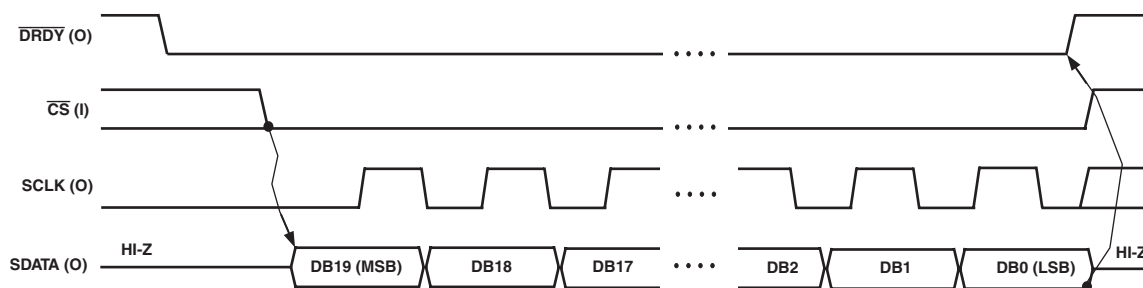 DRDY (O)
CS (I)
SCLK (O)
HI-Z HI-Z
SDATA (O) DB19 (MSB) DB18 DB17 DB2 DB1 DB0 (LSB)